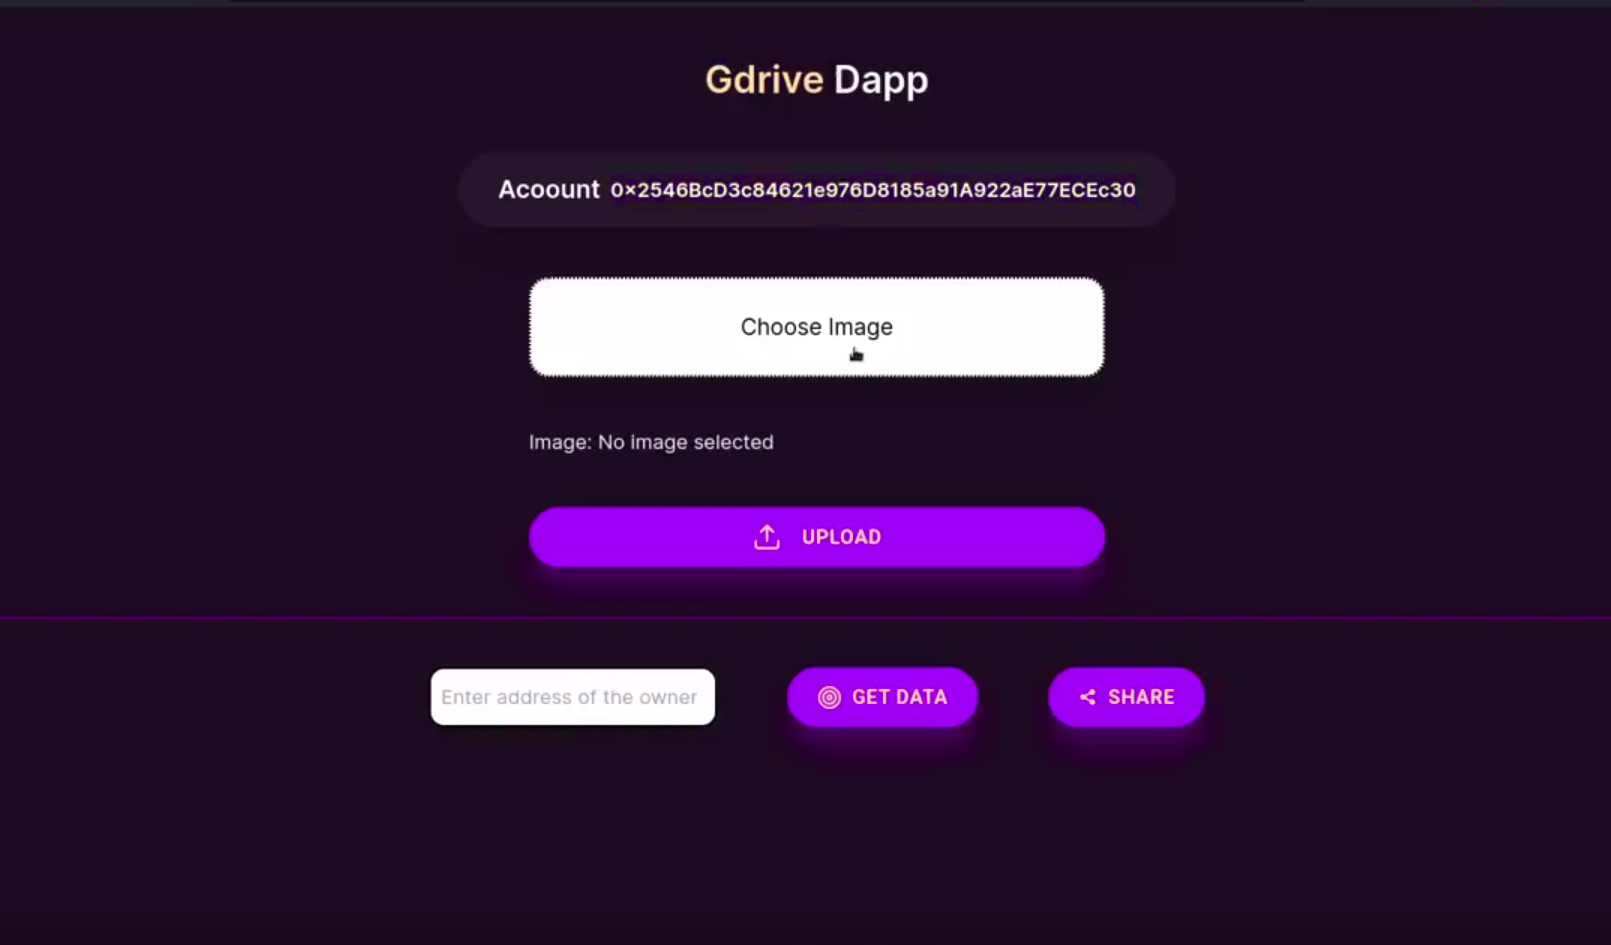 Gdrive Dapp
Acoount 0x2546BcD3c84621e976D8185a91A922aE77ECEc30
Choose Image
Image: No image selected
UPLOAD
Enter address of the owner
GET DATA
SHARE